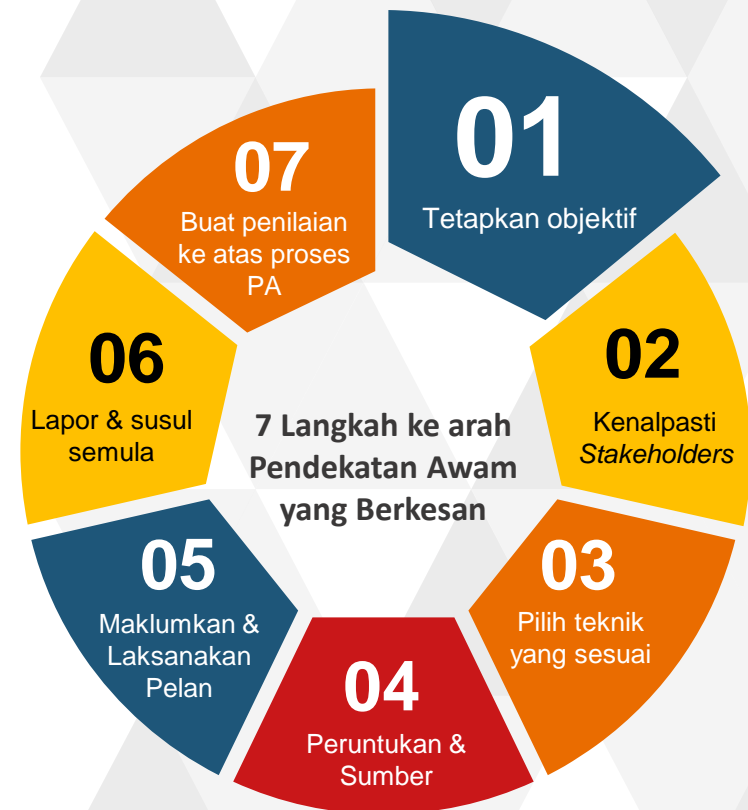 7 Langkah ke arah
Pendekatan Awam
yang Berkesan
01
Tetapkan objektif
02
Kenalpasti
Stakeholders
03
Pilih teknik
yang sesuai
04
Peruntukan &
Sumber
05
Maklumkan &
Laksanakan
Pelan
06
Lapor & susul
semula
07
Buat penilaian
ke atas proses
PA